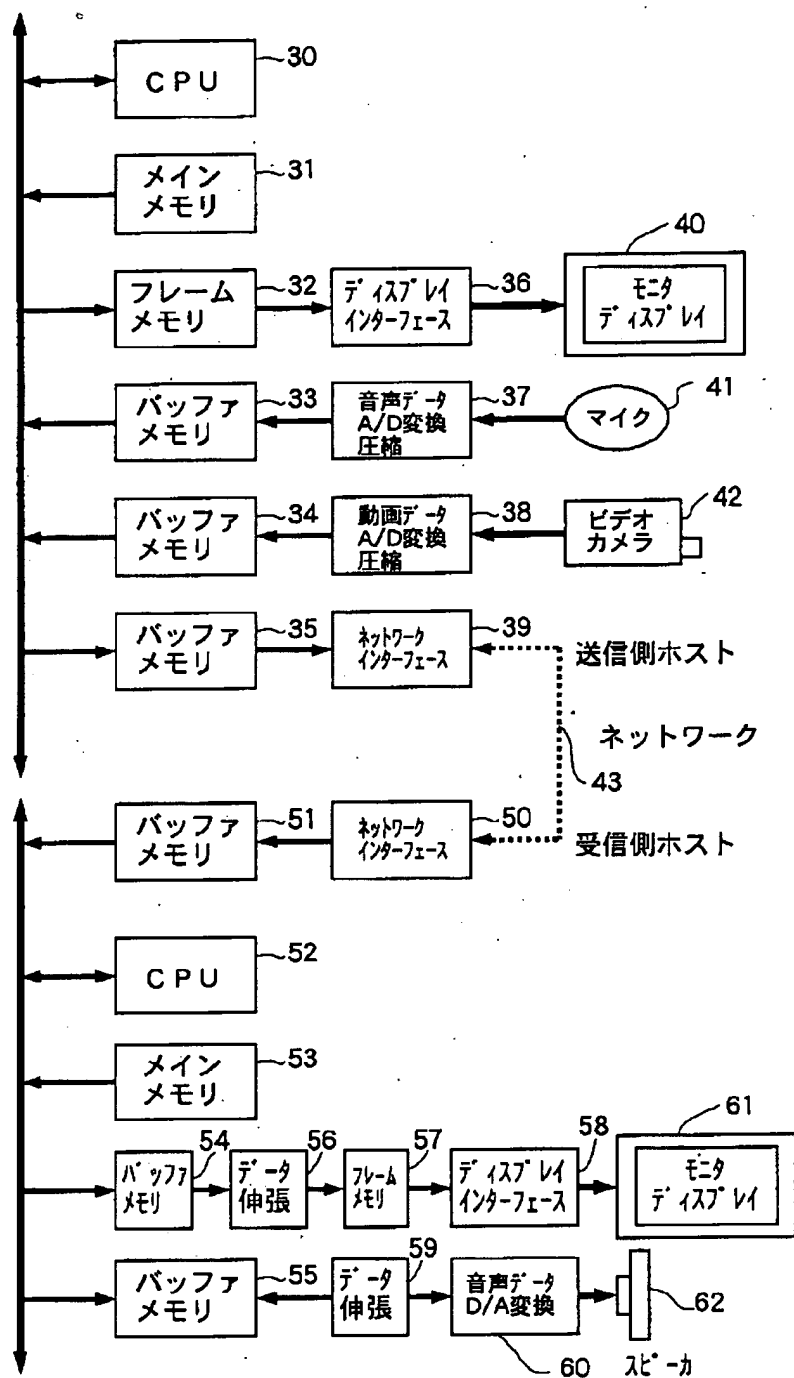 CPU
30
メイン
メモリ
31
フレーム
メモリ
32
ディスプレイ
インターフェース
36
モニタ
ディスプレイ
40
バッファ
メモリ
33
音声データ
A/D変換
圧縮
37
マイク
41
バッファ
メモリ
34
動画データ
A/D変換
圧縮
38
ビデオ
カメラ
42
バッファ
メモリ
35
ネットワーク
インターフェース
39
送信側ホスト
ネットワーク
43
バッファ
メモリ
51
ネットワーク
インターフェース
50
受信側ホスト
CPU
52
メイン
メモリ
53
バッファ
メモリ
54
データ
伸張
56
フレーム
メモリ
57
ディスプレイ
インターフェース
58
モニタ
ディスプレイ
61
バッファ
メモリ
55
データ
伸張
59
音声データ
D/A変換
60
62
スピーカ